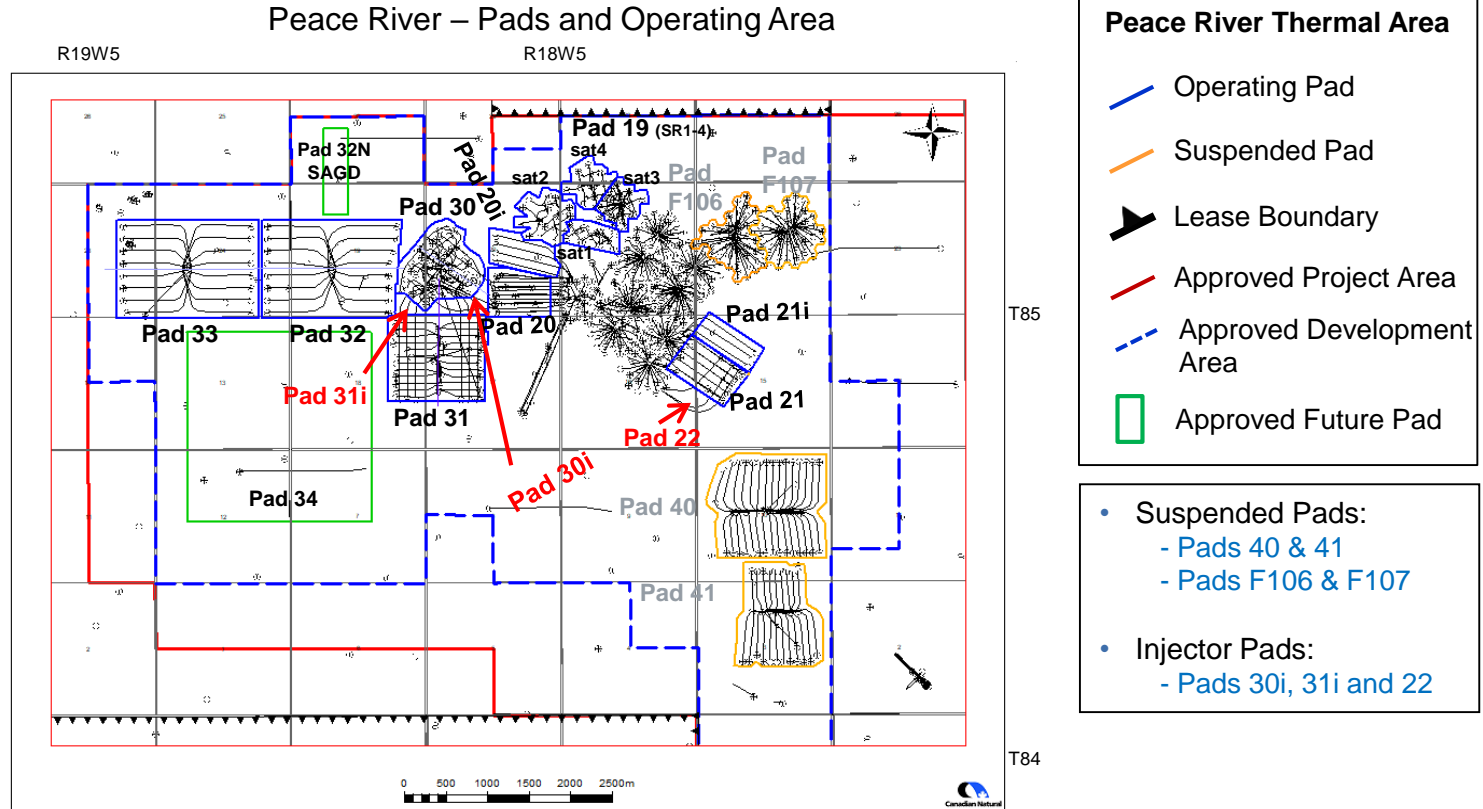 Peace River – Pads and Operating Area
R19W5
R18W5
Pad 19 (SR1-4)
Pad 32N
SAGD
Pad 20i
sat4
sat2
sat3
sat1
Pad
F106
Pad
F107
Pad 30
Pad 33
Pad 32
Pad 20
Pad 21i
T85
Pad 31i
Pad 31
Pad 21
Pad 22
Pad 30i
Pad 34
Pad 40
Pad 41
T84
0 500 1000 1500 2000 2500m
Canadian Natural
Peace River Thermal Area
Operating Pad
Suspended Pad
Lease Boundary
Approved Project Area
Approved Development
Area
Approved Future Pad
• Suspended Pads:
- Pads 40 & 41
- Pads F106 & F107
• Injector Pads:
- Pads 30i, 31i and 22